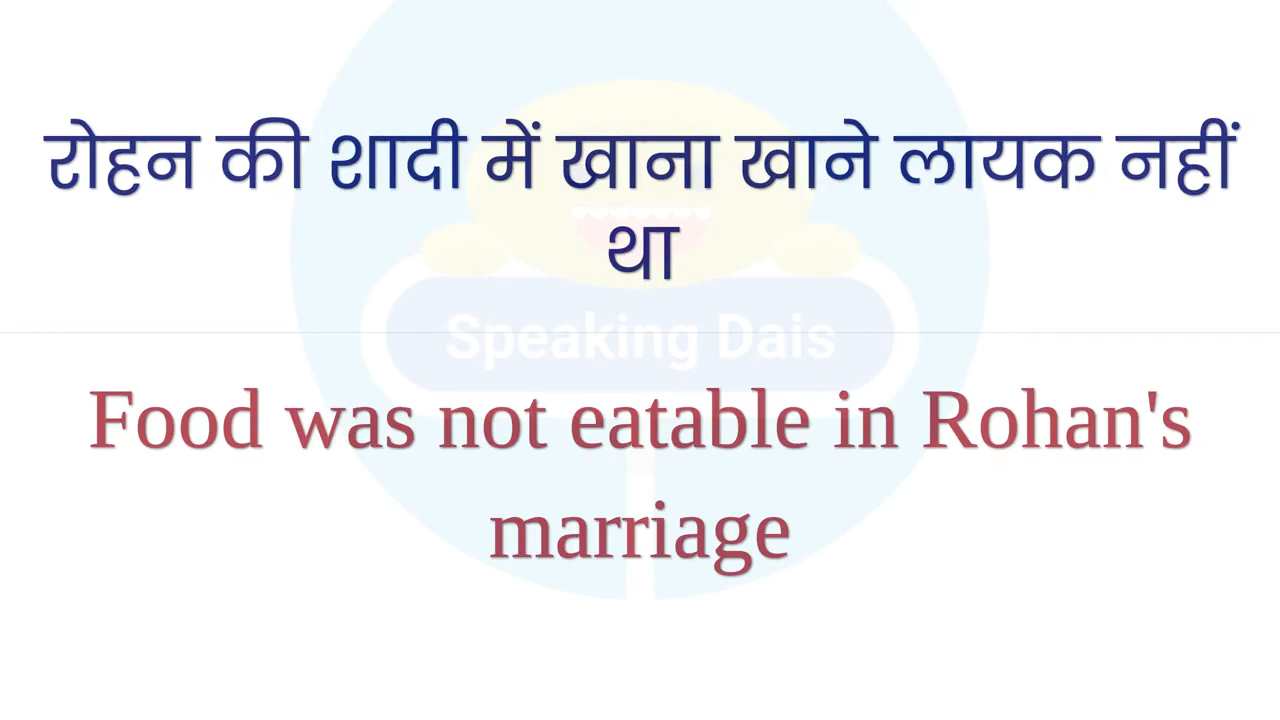 रोहन की शादी में खाना खाने लायक नहीं
था
Speaking Dais
Food was not eatable in Rohan's
marriage